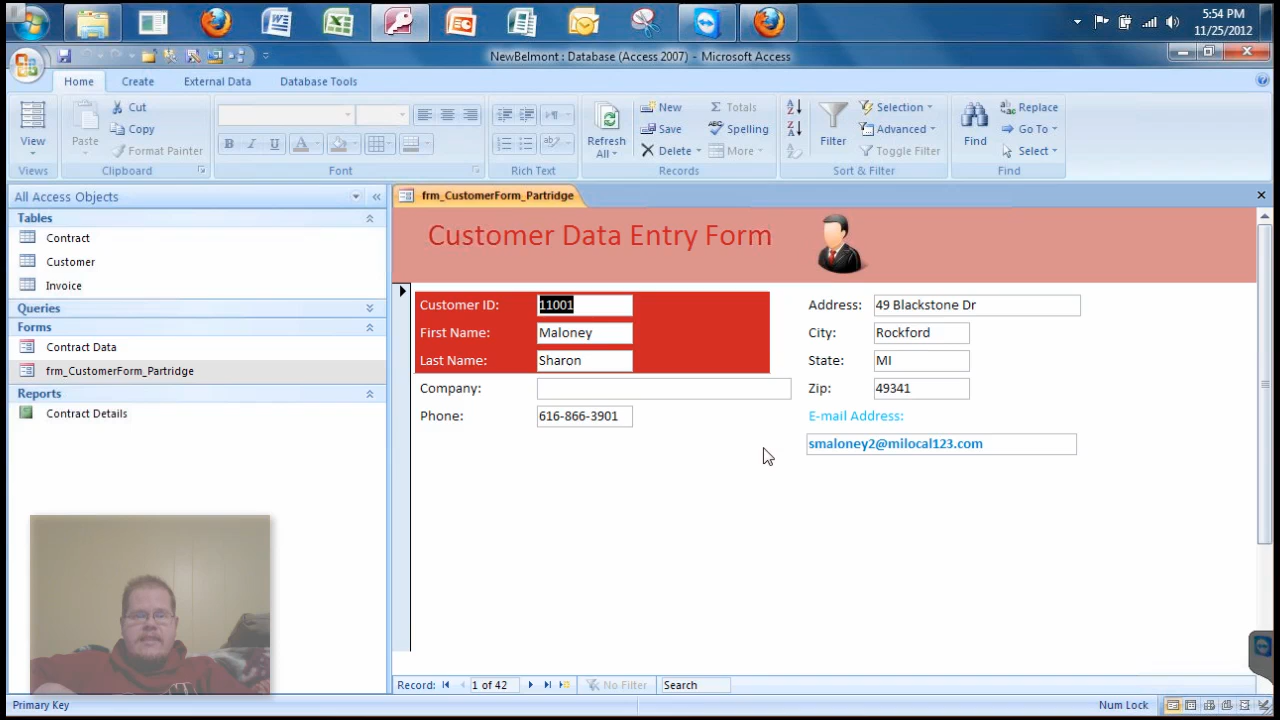 5:54 PM
11/25/2012
NewBelmont : Database (Access 2007) - Microsoft Access
Home Create External Data Database Tools
View
Views
Paste
Cut
Copy
Format Painter
Clipboard
B I U A
Font
Rich Text
Refresh
All
New
Save
Delete
Totals
Spelling
More
Records
Filter
Selection
Advanced
Toggle Filter
Sort & Filter
Find
Replace
Go To
Select
Find
All Access Objects
Tables
Contract
Customer
Invoice
Queries
Forms
Contract Data
frm_CustomerForm_Partridge
Reports
Contract Details
frm_CustomerForm_Partridge
Customer Data Entry Form
Customer ID: 11001
First Name: Maloney
Last Name: Sharon
Company:
Phone: 616-866-3901
Address: 49 Blackstone Dr
City: Rockford
State: MI
Zip: 49341
E-mail Address:
smaloney2@milocal123.com
Record: 1 of 42 No Filter Search
Primary Key
Num Lock